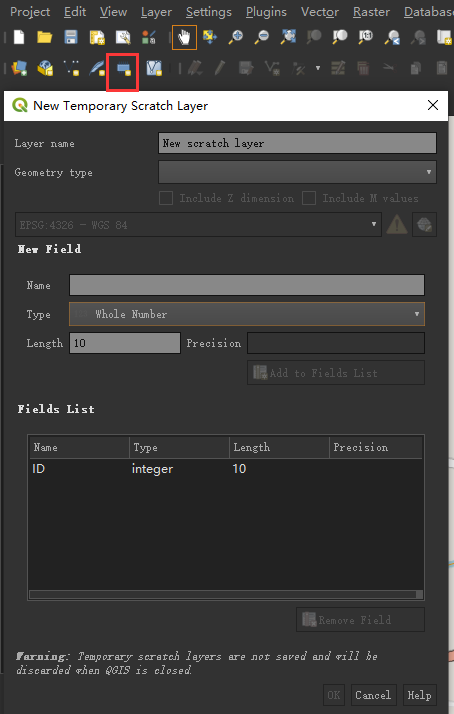 Project Edit View Layer Settings Plugins Vector Raster Database
New Temporary Scratch Layer
Layer name New scratch layer
Geometry type
Include Z dimension Include M values
EPSG:4326 - WGS 84
New Field
Name
Type Whole Number
Length 10 Precision
Add to Fields List
Fields List
Name Type Length Precision
ID integer 10
Remove Field
Warning: Temporary scratch layers are not saved and will be
discarded when QGIS is closed.
OK Cancel Help